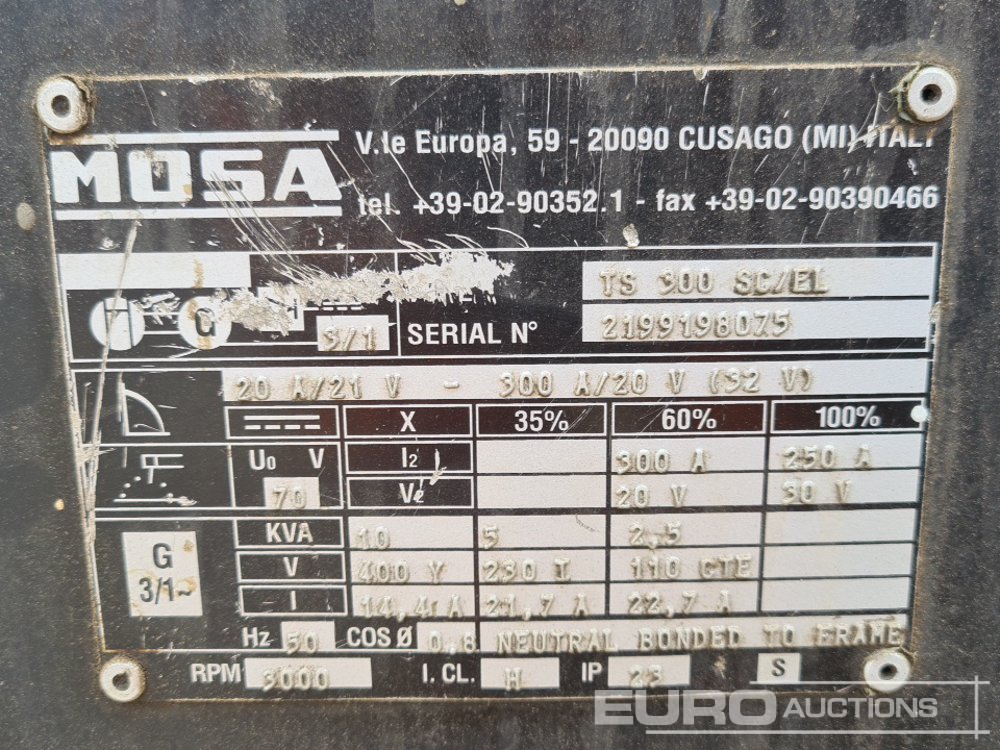 MOSA
V.le Europa, 59 - 20090 CUSAGO (MI) ITALY
tel. +39-02-90352.1 - fax +39-02-90390466
TS 300 SC/EL
T G 3/1
SERIAL N° 2199198075
20 A/21 V - 300 A/20 V (32 V)
X 35% 60% 100%
U0 V I2 300 A 250 A
70 V2 20 V 30 V
G 3/1~
KVA 10 5 2,5
V 400 Y 230 T 110 CTE
I 14,4 A 21,7 A 22,7 A
Hz 50 COS Ø 0,8 NEUTRAL BONDED TO FRAME
RPM 3000 I. CL. H IP 23 S
EURO AUCTIONS